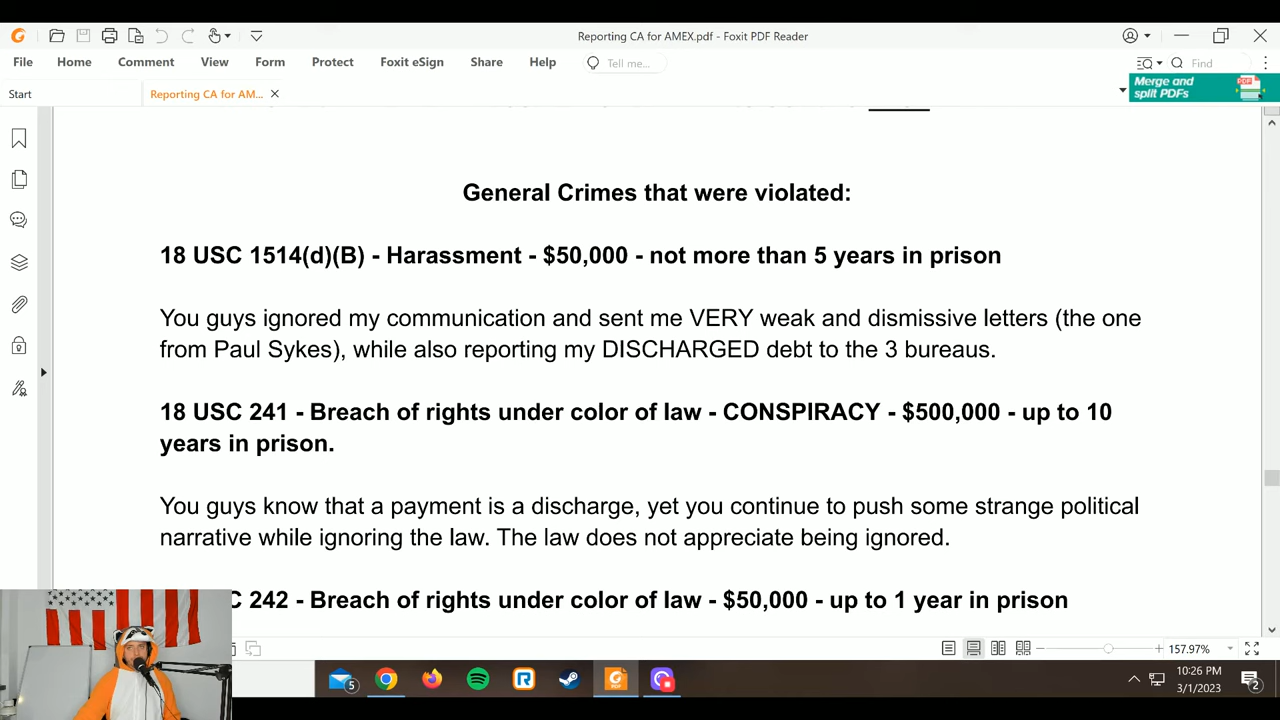 Reporting CA for AMEX.pdf - Foxit PDF Reader
File Home Comment View Form Protect Foxit eSign Share Help Tell me... Find
Start Reporting CA for AM... Merge and
split PDFs
General Crimes that were violated:
18 USC 1514(d)(B) - Harassment - $50,000 - not more than 5 years in prison
You guys ignored my communication and sent me VERY weak and dismissive letters (the one
from Paul Sykes), while also reporting my DISCHARGED debt to the 3 bureaus.
18 USC 241 - Breach of rights under color of law - CONSPIRACY - $500,000 - up to 10
years in prison.
You guys know that a payment is a discharge, yet you continue to push some strange political
narrative while ignoring the law. The law does not appreciate being ignored.
C 242 - Breach of rights under color of law - $50,000 - up to 1 year in prison
157.97%
5
10:26 PM
3/1/2023
2